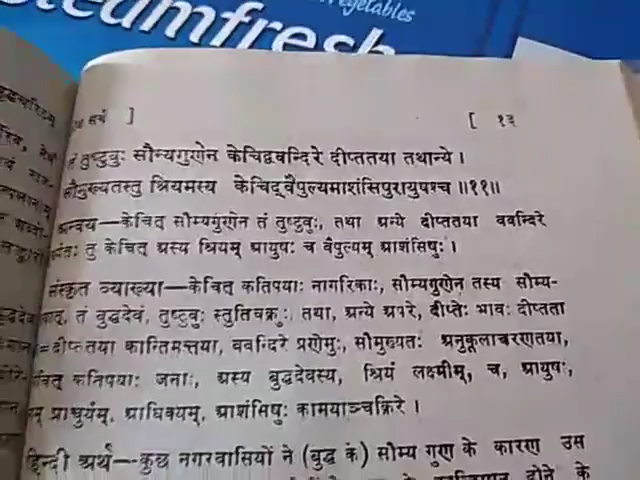 vegetables
steamfresh
सर्ग ] [ १३
तं तुष्टुवुः सौम्यगुणेन केचिद्ववन्दिरे दीप्ततया तथान्ये ।
सौमुख्यतस्तु श्रियमस्य केचिद्वैपुल्यमाशंसिपुरायुषश्च ॥११॥
अन्वय—केचित् सौम्यगुणेन तं तुष्टुवुः, तथा अन्ये दीप्ततया ववन्दिरे
तु केचित् अस्य श्रियम् आयुषः च वैपुल्यम् आशंसिषुः ।
संस्कृत व्याख्या—केचित् कतिपयाः नागरिकाः, सौम्यगुणेन तस्य सौम्य-
तं बुद्धदेवं, तुष्टुवुः स्तुतिचक्रुः, तथा, अन्ये अपरे, दीप्तेः भावः दीप्तता
=दीप्ततया कान्तिमत्तया, ववन्दिरे प्रणेमुः, सौमुख्यतः अनुकूलाचरणतया,
कतिपयाः जनाः, अस्य बुद्धदेवस्य, श्रियं लक्ष्मीम्, च, आयुषः,
प्राचुर्यम्, आधिक्यम्, आशंसिषुः कामयाञ्चक्रिरे ।
हिन्दी अर्थ—कुछ नगरवासियों ने (बुद्ध के) सौम्य गुण के कारण उस
होने के